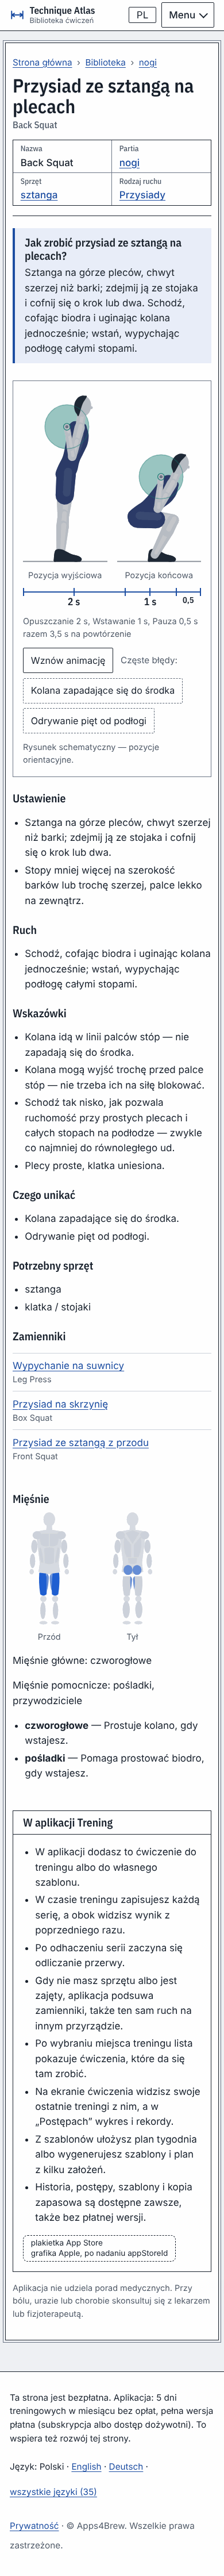 Technique Atlas
Biblioteka ćwiczeń
PL
Menu
Strona główna › Biblioteka › nogi
Przysiad ze sztangą na
plecach
Back Squat
Nazwa
Back Squat
Partia
nogi
Sprzęt
sztanga
Rodzaj ruchu
Przysiady
Jak zrobić przysiad ze sztangą na
plecach?
Sztanga na górze pleców, chwyt
szerzej niż barki; zdejmij ją ze stojaka
i cofnij się o krok lub dwa. Schodź,
cofając biodra i uginając kolana
jednocześnie; wstań, wypychając
podłogę całymi stopami.
Pozycja wyjściowa
Pozycja końcowa
2 s
1 s
0,5
Opuszczanie 2 s, Wstawanie 1 s, Pauza 0,5 s
razem 3,5 s na powtórzenie
Wznów animację
Częste błędy:
Kolana zapadające się do środka
Odrywanie pięt od podłogi
Rysunek schematyczny — pozycje
orientacyjne.
Ustawienie
• Sztanga na górze pleców, chwyt szerzej
niż barki; zdejmij ją ze stojaka i cofnij
się o krok lub dwa.
• Stopy mniej więcej na szerokość
barków lub trochę szerzej, palce lekko
na zewnątrz.
Ruch
• Schodź, cofając biodra i uginając kolana
jednocześnie; wstań, wypychając
podłogę całymi stopami.
Wskazówki
• Kolana idą w linii palców stóp — nie
zapadają się do środka.
• Kolana mogą wyjść trochę przed palce
stóp — nie trzeba ich na siłę blokować.
• Schodź tak nisko, jak pozwala
ruchomość przy prostych plecach i
całych stopach na podłożu — zwykle
co najmniej do równoległego ud.
• Plecy proste, klatka uniesiona.
Czego unikać
• Kolana zapadające się do środka.
• Odrywanie pięt od podłogi.
Potrzebny sprzęt
• sztanga
• klatka / stojaki
Zamienniki
Wypychanie na suwnicy
Leg Press
Przysiad na skrzynię
Box Squat
Przysiad ze sztangą z przodu
Front Squat
Mięśnie
Przód
Tył
Mięśnie główne: czworogłowe
Mięśnie pomocnicze: pośladki,
przywodziciele
• czworogłowe — Prostuje kolano, gdy
wstajesz.
• pośladki — Pomaga prostować biodro,
gdy wstajesz.
W aplikacji Trening
• W aplikacji dodasz to ćwiczenie do
treningu albo do własnego
szablonu.
• W czasie treningu zapisujesz każdą
serię, a obok widzisz wynik z
poprzedniego razu.
• Po odhaczeniu serii zaczyna się
odliczanie przerwy.
• Gdy nie masz sprzętu albo jest
zajęty, aplikacja podsuwa
zamienniki, także ten sam ruch na
innym przyrządzie.
• Po wybraniu miejsca treningu lista
pokazuje ćwiczenia, które da się
tam zrobić.
• Na ekranie ćwiczenia widzisz swoje
ostatnie treningi z nim, a w
„Postępach” wykres i rekordy.
• Z szablonów ułożysz plan tygodnia
albo wygenerujesz szablony i plan
z kilku założeń.
• Historia, postępy, szablony i kopia
zapasowa są dostępne zawsze,
także bez płatnej wersji.
plakietka App Store
grafika Apple, po nadaniu appStoreId
Aplikacja nie udziela porad medycznych. Przy
bólu, urazie lub chorobie skonsultuj się z lekarzem
lub fizjoterapeutą.
Ta strona jest bezpłatna. Aplikacja: 5 dni
treningowych w miesiącu bez opłat, pełna wersja
płatna (subskrypcja albo dostęp dożywotni). To
wspiera też rozwój tej strony.
Język: Polski · English · Deutsch ·
wszystkie języki (35)
Prywatność · © Apps4Brew. Wszelkie prawa
zastrzeżone.